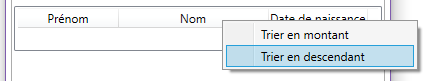 Prénom Nom Date de naissance
Trier en montant
Trier en descendant